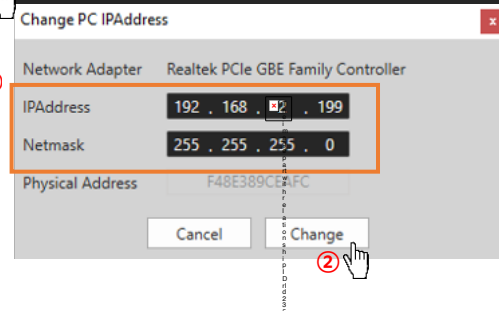 Change PC IPAddress
x
Network Adapter Realtek PCIe GBE Family Controller
IPAddress 192 . 168 . 2 . 199
Netmask 255 . 255 . 255 . 0
Physical Address
Cancel Change
②